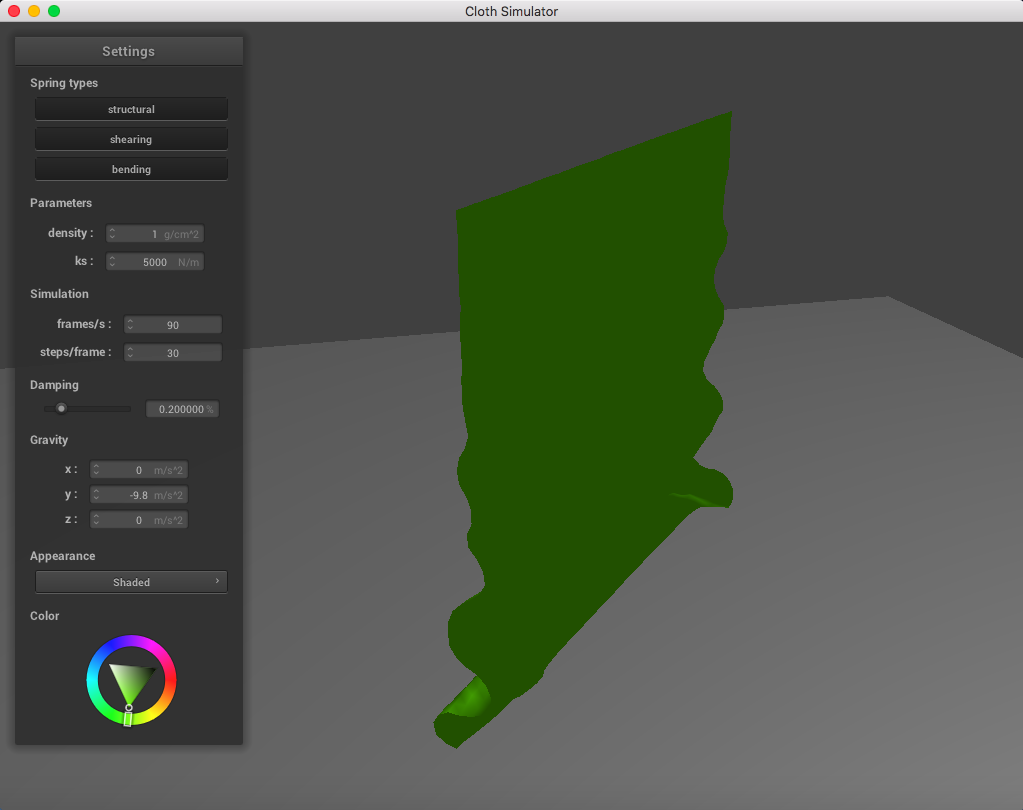 Cloth Simulator
Settings
Spring types
structural
shearing
bending
Parameters
density : 1 g/cm^2
ks : 5000 N/m
Simulation
frames/s : 90
steps/frame : 30
Damping
0.200000 %
Gravity
x : 0 m/s^2
y : -9.8 m/s^2
z : 0 m/s^2
Appearance
Shaded ›
Color